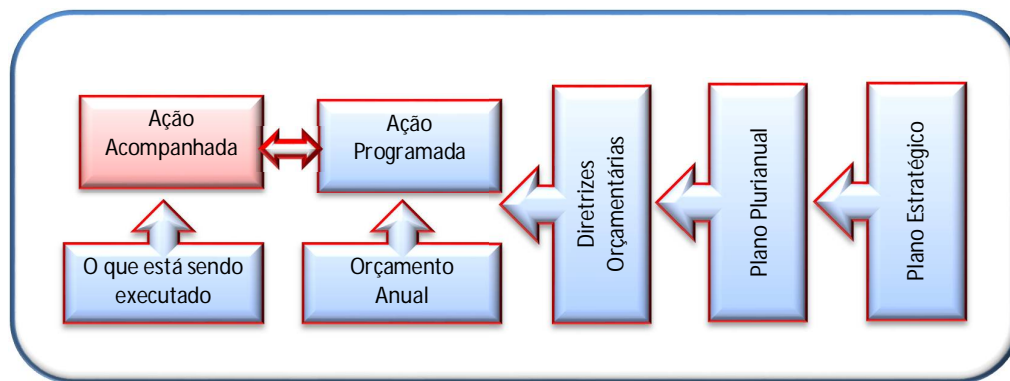 Ação
Acompanhada
Ação
Programada
Diretrizes
Orçamentárias
Plano Plurianual
Plano Estratégico
O que está sendo
executado
Orçamento
Anual